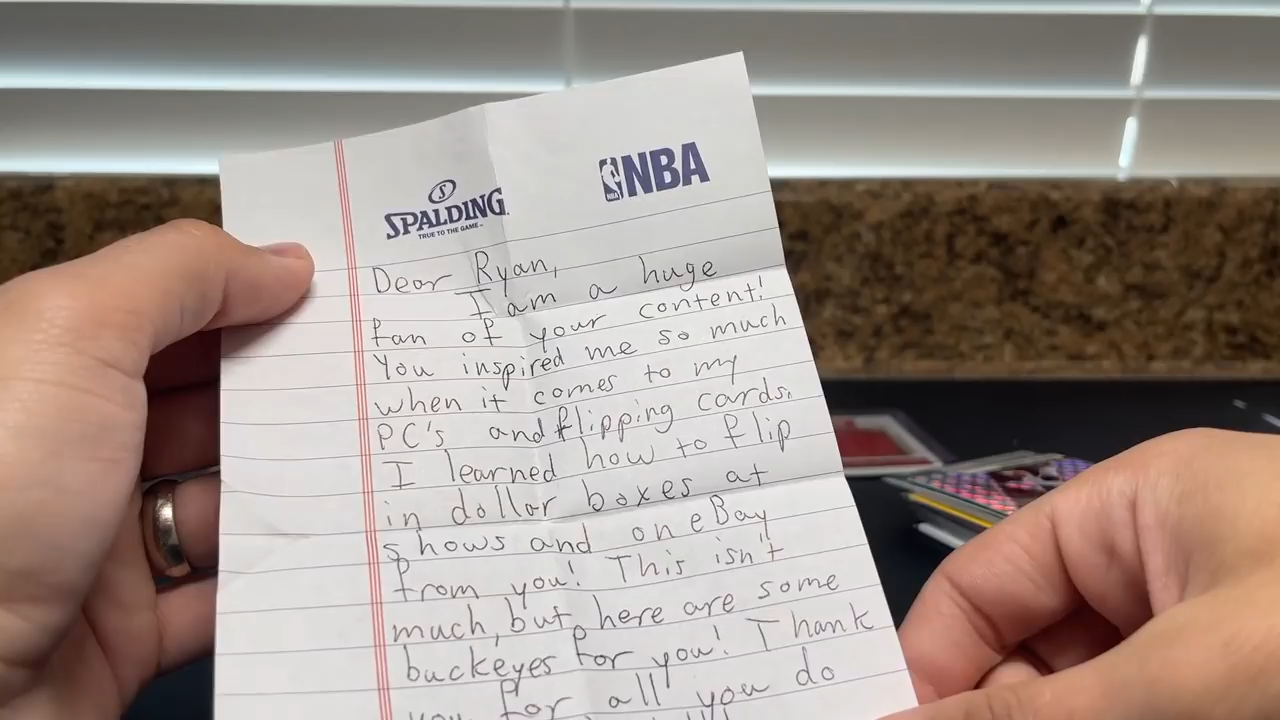 SPALDING
TRUE TO THE GAME
NBA
NBA
Dear Ryan,
I am a huge
fan of your content!
You inspired me so much
when it comes to my
PC's and flipping cards.
I learned how to flip
in dollar boxes at
shows and on eBay
from you! This isn't
much, but here are some
buckeyes for you! Thank
you for all you do